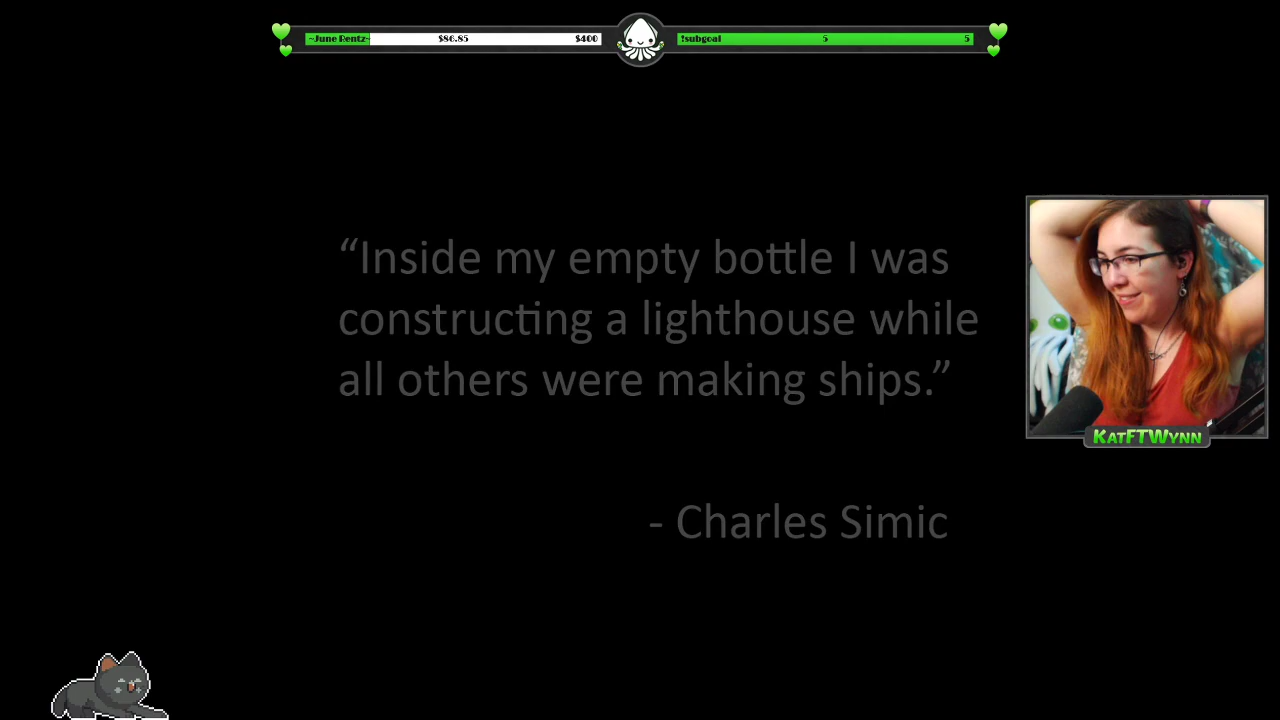 ~June Rentz~ $86.85 $400
!subgoal 5 5
“Inside my empty bottle I was
constructing a lighthouse while
all others were making ships.”
- Charles Simic
KATFTWYNN